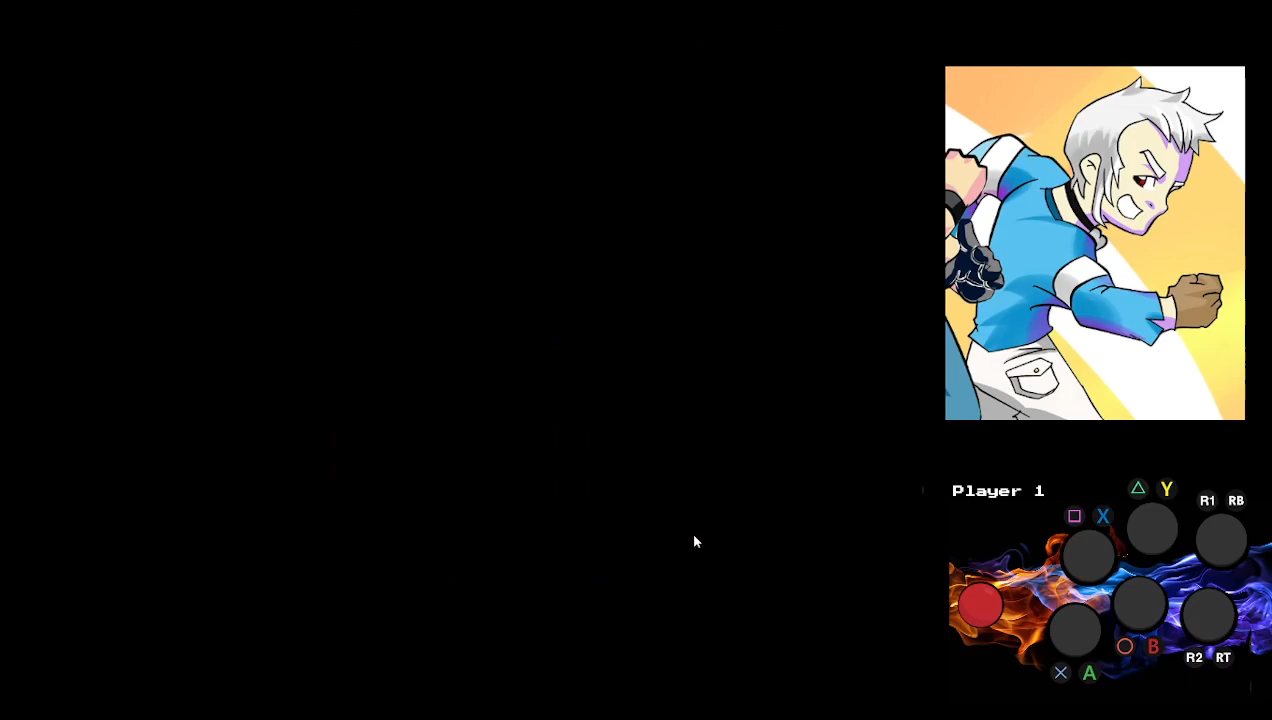 Player 1
△ Y
R1 RB
□ X
○ B
R2 RT
✕ A